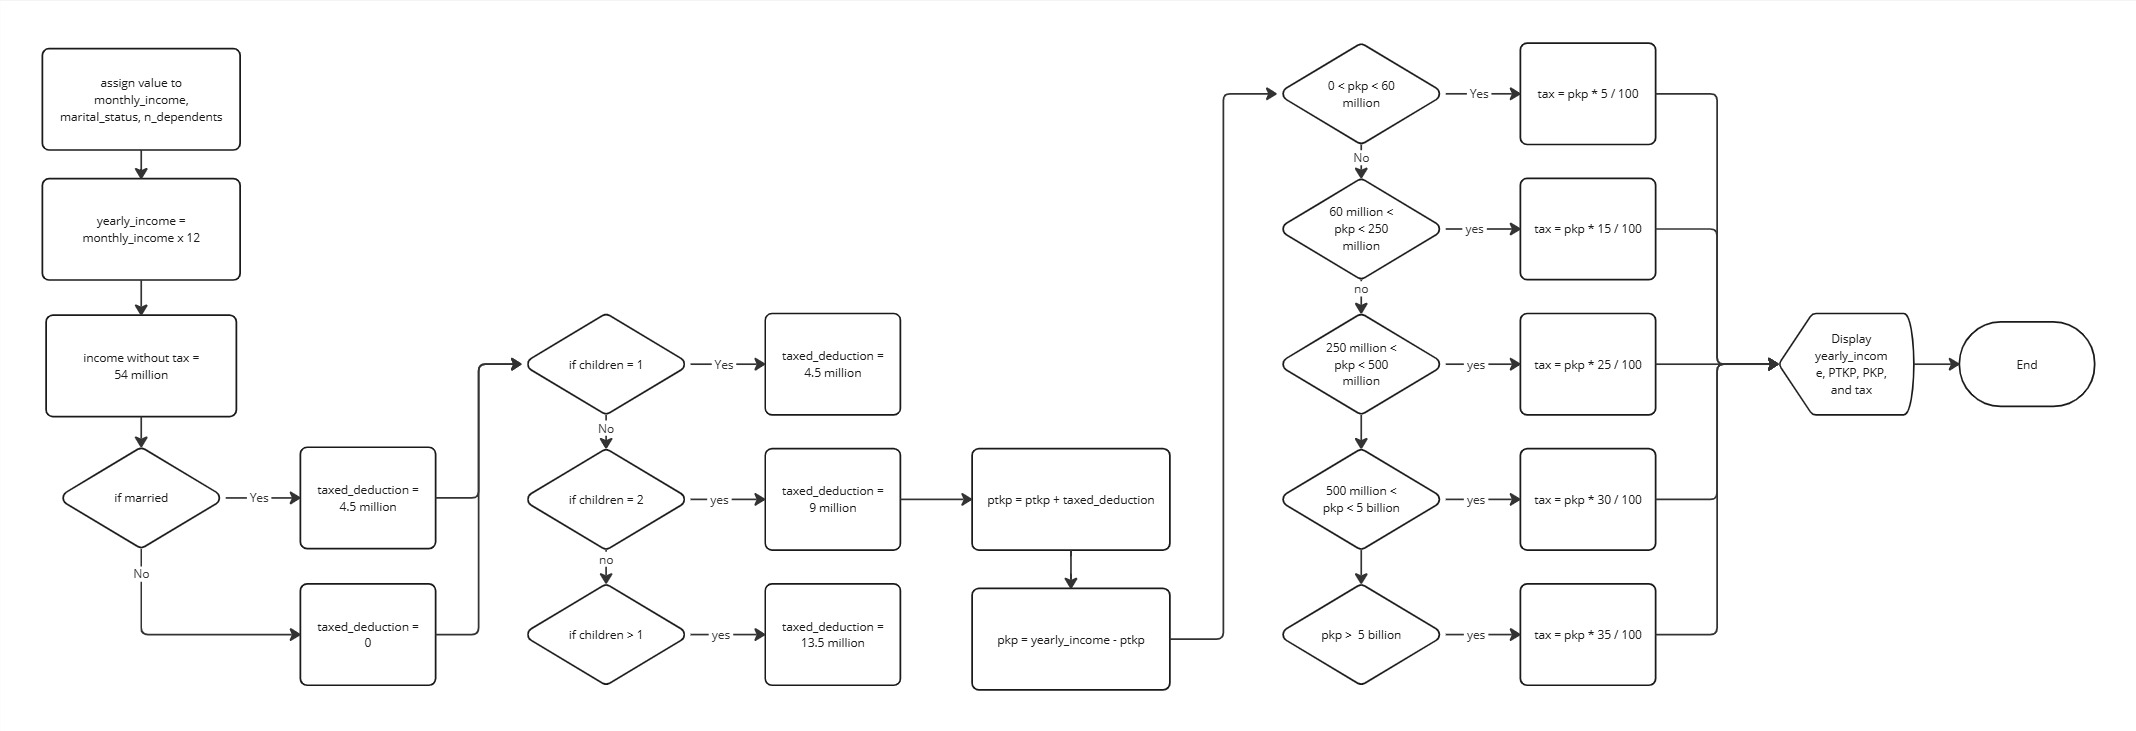 assign value to
monthly_income,
marital_status, n_dependents
yearly_income =
monthly_income x 12
income without tax =
54 million
if married
Yes
taxed_deduction =
4.5 million
No
taxed_deduction =
0
if children = 1
Yes
taxed_deduction =
4.5 million
No
if children = 2
yes
taxed_deduction =
9 million
no
if children > 1
yes
taxed_deduction =
13.5 million
ptkp = ptkp + taxed_deduction
pkp = yearly_income - ptkp
0 < pkp < 60
million
Yes
tax = pkp * 5 / 100
No
60 million <
pkp < 250
million
yes
tax = pkp * 15 / 100
no
250 million <
pkp < 500
million
yes
tax = pkp * 25 / 100
500 million <
pkp < 5 billion
yes
tax = pkp * 30 / 100
pkp > 5 billion
yes
tax = pkp * 35 / 100
Display
yearly_incom
e, PTKP, PKP,
and tax
End